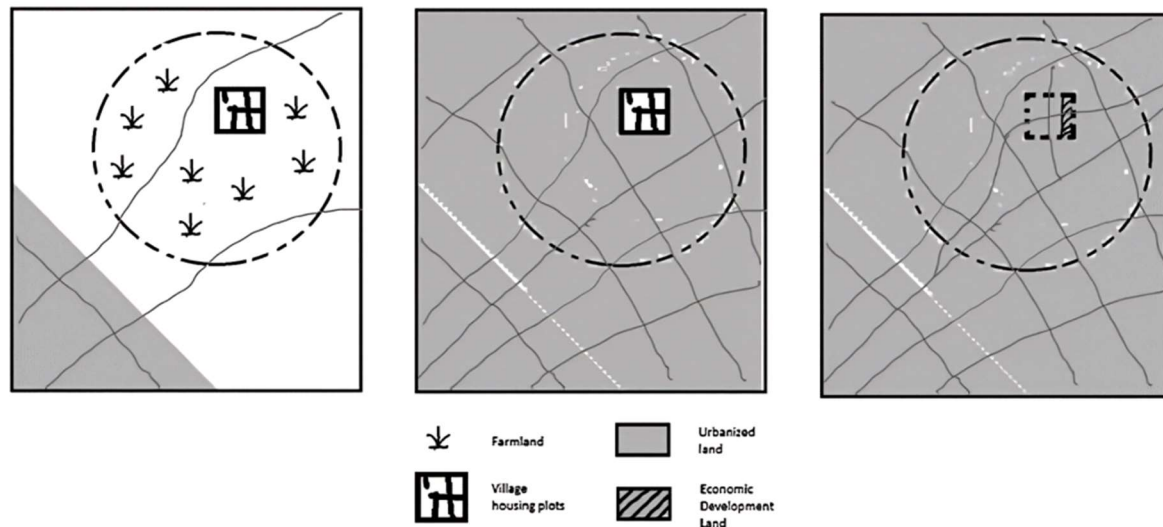 Farmland
Urbanized
land
Village
housing plots
Economic
Development
Land